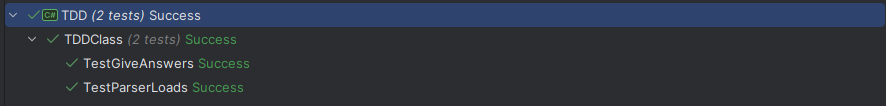 C# TDD (2 tests) Success
TDDClass (2 tests) Success
TestGiveAnswers Success
TestParserLoads Success